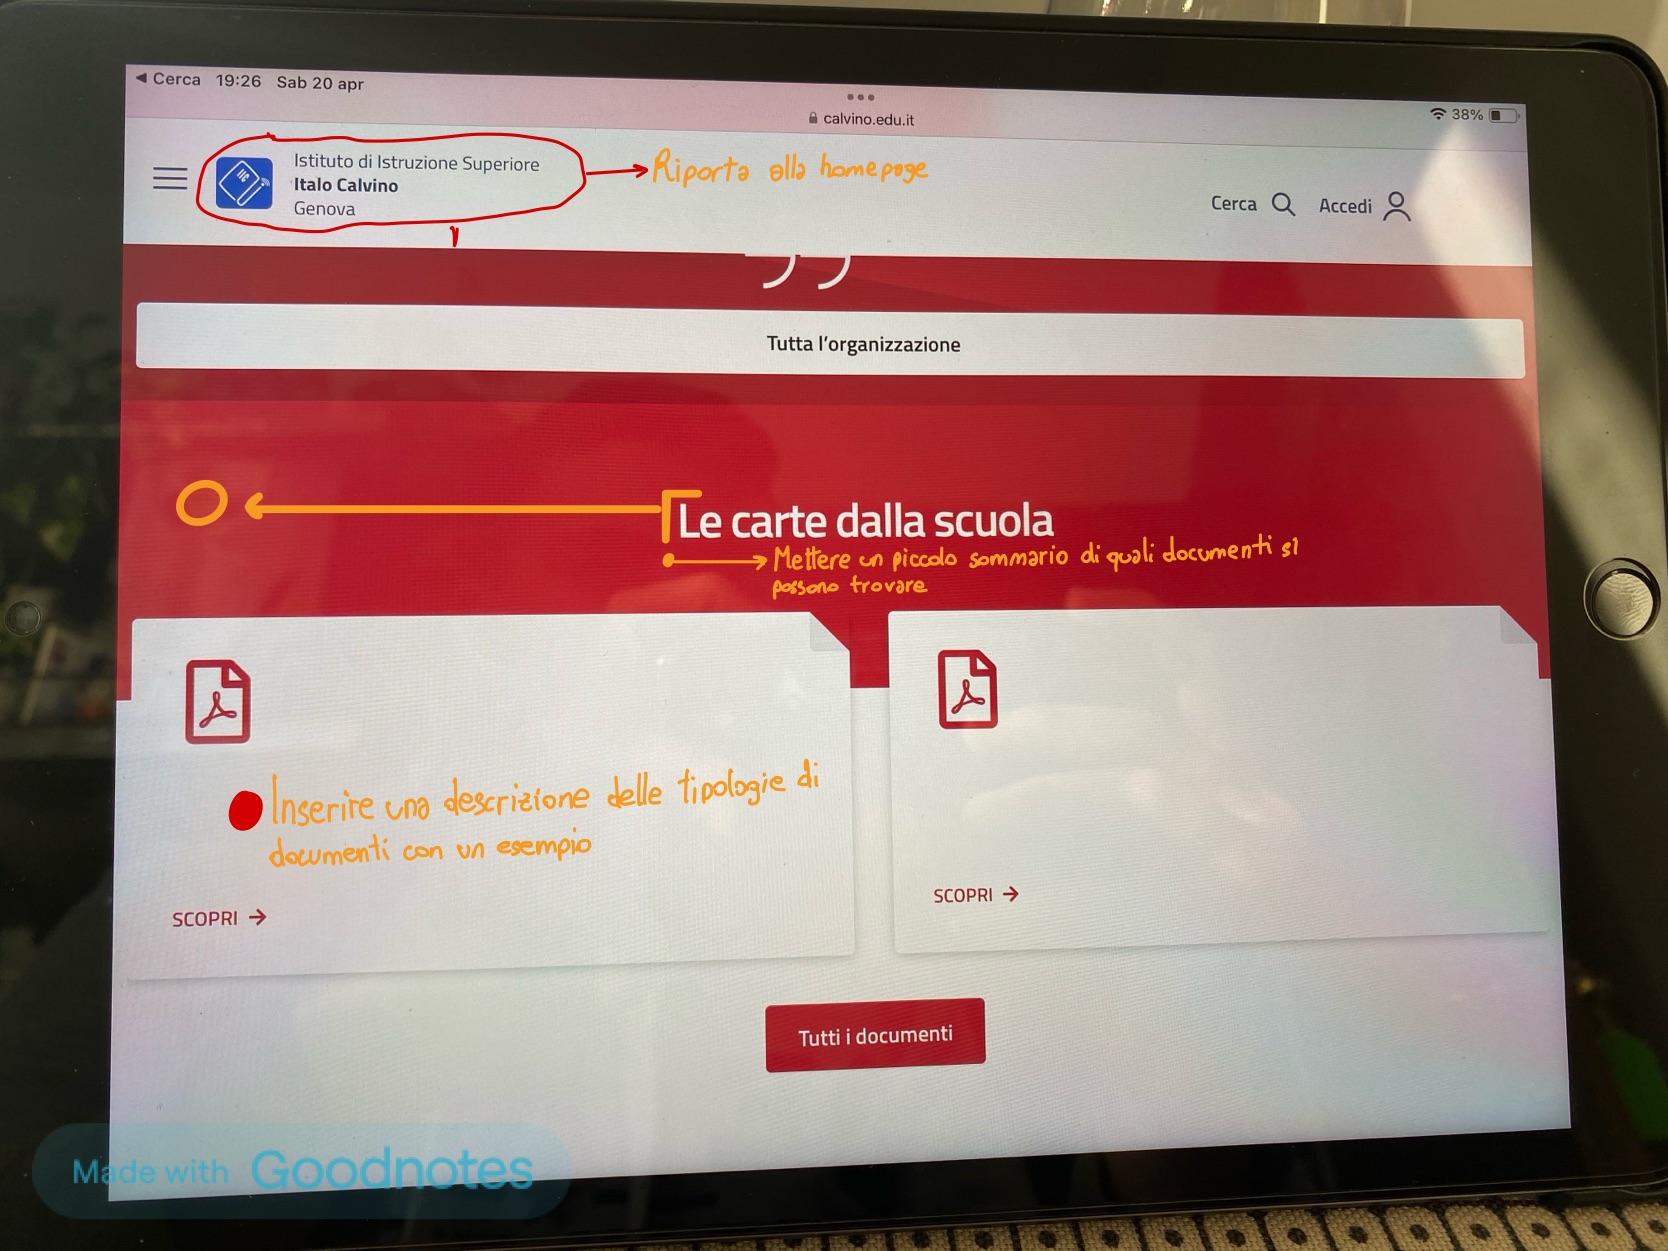 Cerca 19:26 Sab 20 apr
calvino.edu.it
38%
Istituto di Istruzione Superiore
Italo Calvino
Genova
Riporta alla homepage
Cerca
Accedi
Tutta l'organizzazione
Le carte dalla scuola
Mettere un piccolo sommario di quali documenti si
possono trovare
Inserire una descrizione delle tipologie di
documenti con un esempio
SCOPRI
SCOPRI
Tutti i documenti
Made with Goodnotes